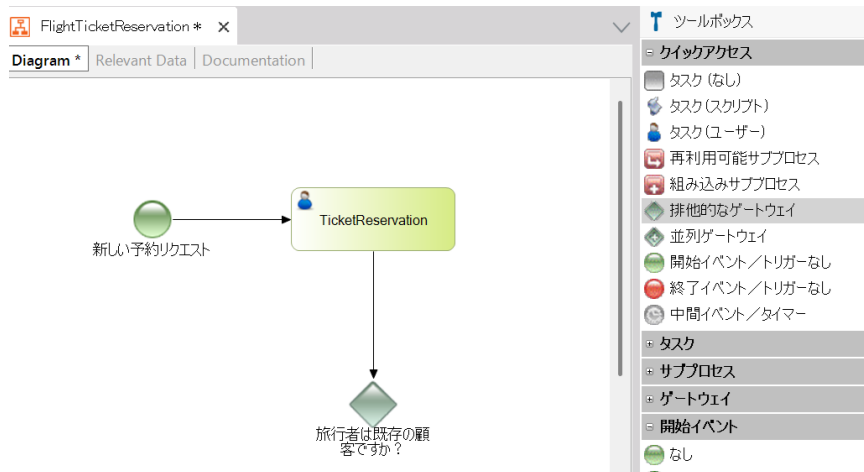 FlightTicketReservation *
Diagram *
Relevant Data
Documentation
新しい予約リクエスト
TicketReservation
旅行者は既存の顧
客ですか？
ツールボックス
クイックアクセス
タスク (なし)
タスク(スクリプト)
タスク(ユーザー)
再利用可能サブプロセス
組み込みサブプロセス
排他的なゲートウェイ
並列ゲートウェイ
開始イベント／トリガーなし
終了イベント／トリガーなし
中間イベント／タイマー
タスク
サブプロセス
ゲートウェイ
開始イベント
なし